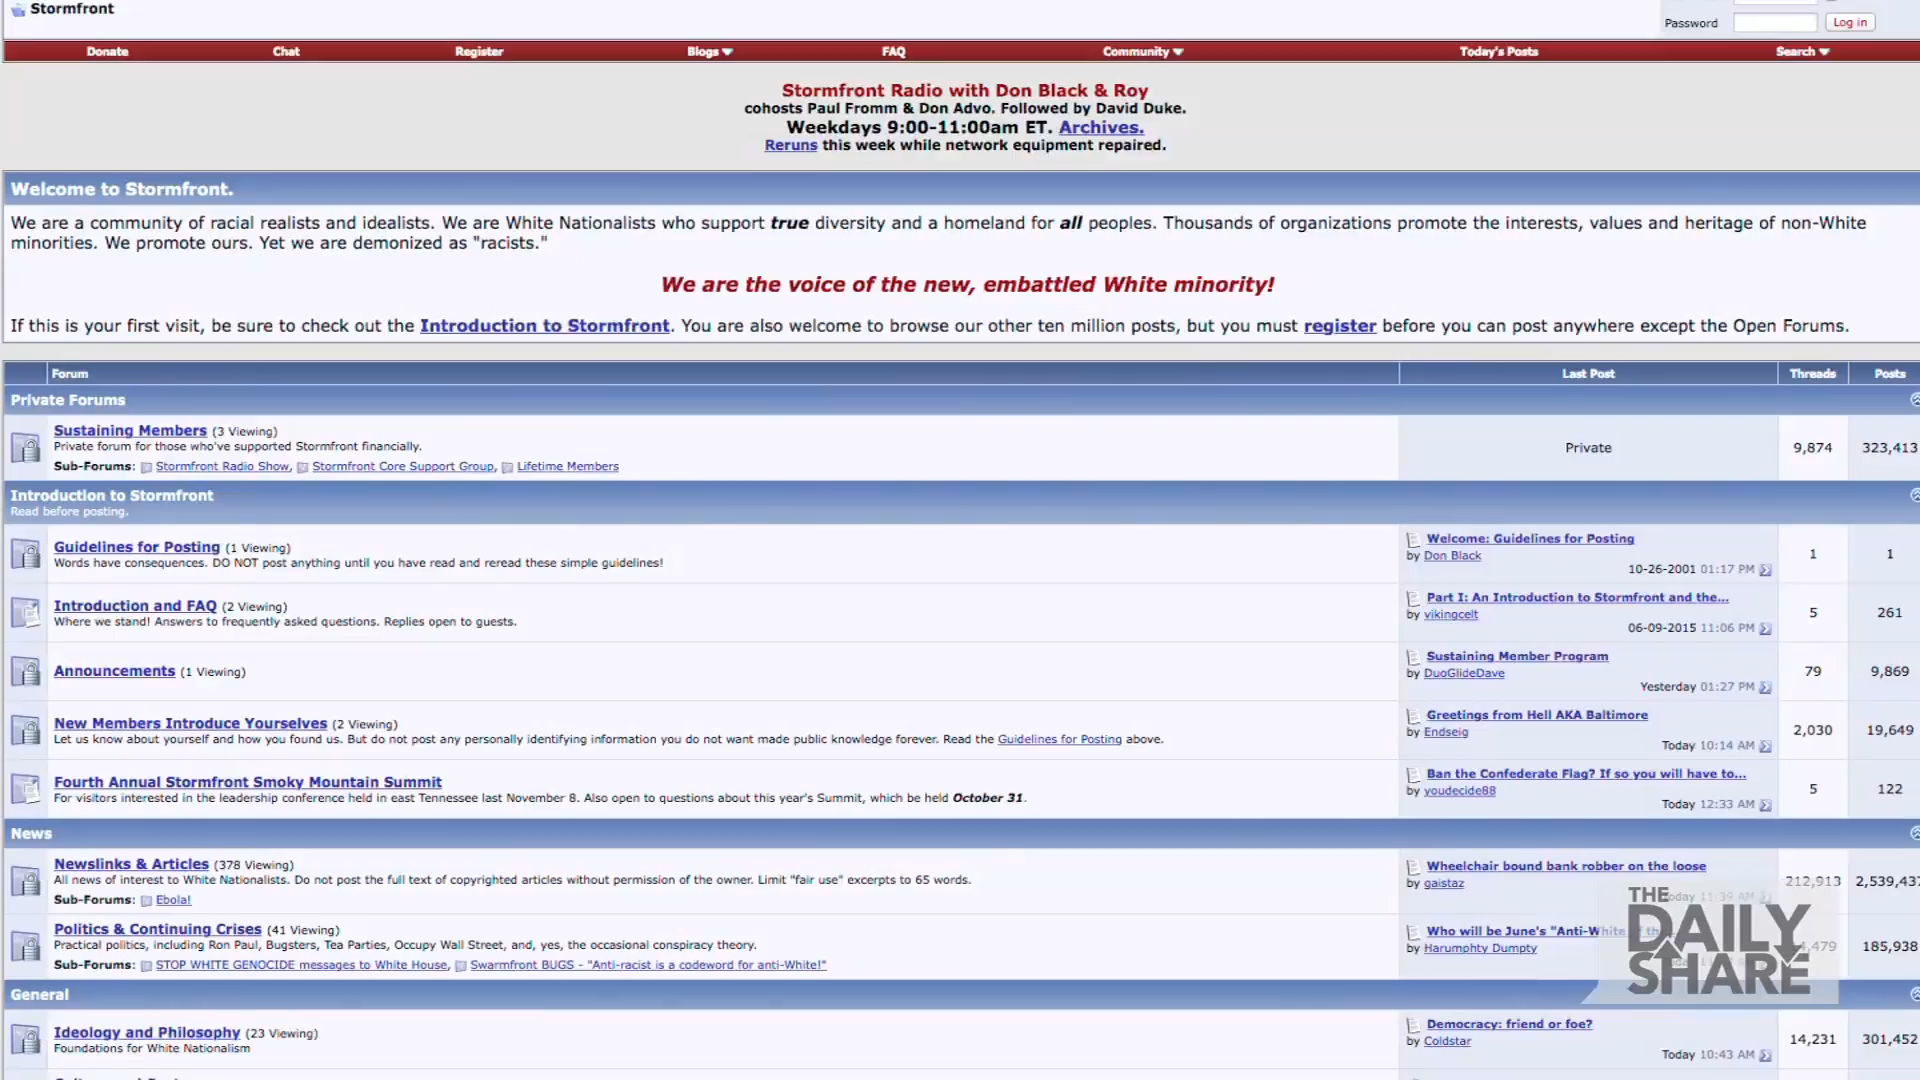 Stormfront
Password
Log in
Donate Chat Register Blogs FAQ Community Today's Posts Search
Stormfront Radio with Don Black & Roy
cohosts Paul Fromm & Don Advo. Followed by David Duke.
Weekdays 9:00-11:00am ET. Archives.
Reruns this week while network equipment repaired.
Welcome to Stormfront.
We are a community of racial realists and idealists. We are White Nationalists who support true diversity and a homeland for all peoples. Thousands of organizations promote the interests, values and heritage of non-White
minorities. We promote ours. Yet we are demonized as "racists."
We are the voice of the new, embattled White minority!
If this is your first visit, be sure to check out the Introduction to Stormfront. You are also welcome to browse our other ten million posts, but you must register before you can post anywhere except the Open Forums.
Forum Last Post Threads Posts
Private Forums
Sustaining Members (3 Viewing)
Private forum for those who've supported Stormfront financially.
Sub-Forums: Stormfront Radio Show, Stormfront Core Support Group, Lifetime Members
Private 9,874 323,413
Introduction to Stormfront
Read before posting.
Guidelines for Posting (1 Viewing)
Words have consequences. DO NOT post anything until you have read and reread these simple guidelines!
Welcome: Guidelines for Posting
by Don Black
10-26-2001 01:17 PM
1 1
Introduction and FAQ (2 Viewing)
Where we stand! Answers to frequently asked questions. Replies open to guests.
Part I: An Introduction to Stormfront and the...
by vikingcelt
06-09-2015 11:06 PM
5 261
Announcements (1 Viewing)
Sustaining Member Program
by DuoGlideDave
Yesterday 01:27 PM
79 9,869
New Members Introduce Yourselves (2 Viewing)
Let us know about yourself and how you found us. But do not post any personally identifying information you do not want made public knowledge forever. Read the Guidelines for Posting above.
Greetings from Hell AKA Baltimore
by Endseig
Today 10:14 AM
2,030 19,649
Fourth Annual Stormfront Smoky Mountain Summit
For visitors interested in the leadership conference held in east Tennessee last November 8. Also open to questions about this year's Summit, which be held October 31.
Ban the Confederate Flag? If so you will have to...
by youdecide88
Today 12:33 AM
5 122
News
Newslinks & Articles (378 Viewing)
All news of interest to White Nationalists. Do not post the full text of copyrighted articles without permission of the owner. Limit "fair use" excerpts to 65 words.
Sub-Forums: Ebola!
Wheelchair bound bank robber on the loose
by gaistaz
Today 11:39 AM
212,913 2,539,437
Politics & Continuing Crises (41 Viewing)
Practical politics, including Ron Paul, Bugsters, Tea Parties, Occupy Wall Street, and, yes, the occasional conspiracy theory.
Sub-Forums: STOP WHITE GENOCIDE messages to White House, Swarmfront BUGS - "Anti-racist is a codeword for anti-White!"
Who will be June's "Anti-White
by Harumphty Dumpty
185,938
THE
DAILY
SHARE
General
Ideology and Philosophy (23 Viewing)
Foundations for White Nationalism
Democracy: friend or foe?
by Coldstar
Today 10:43 AM
14,231 301,452